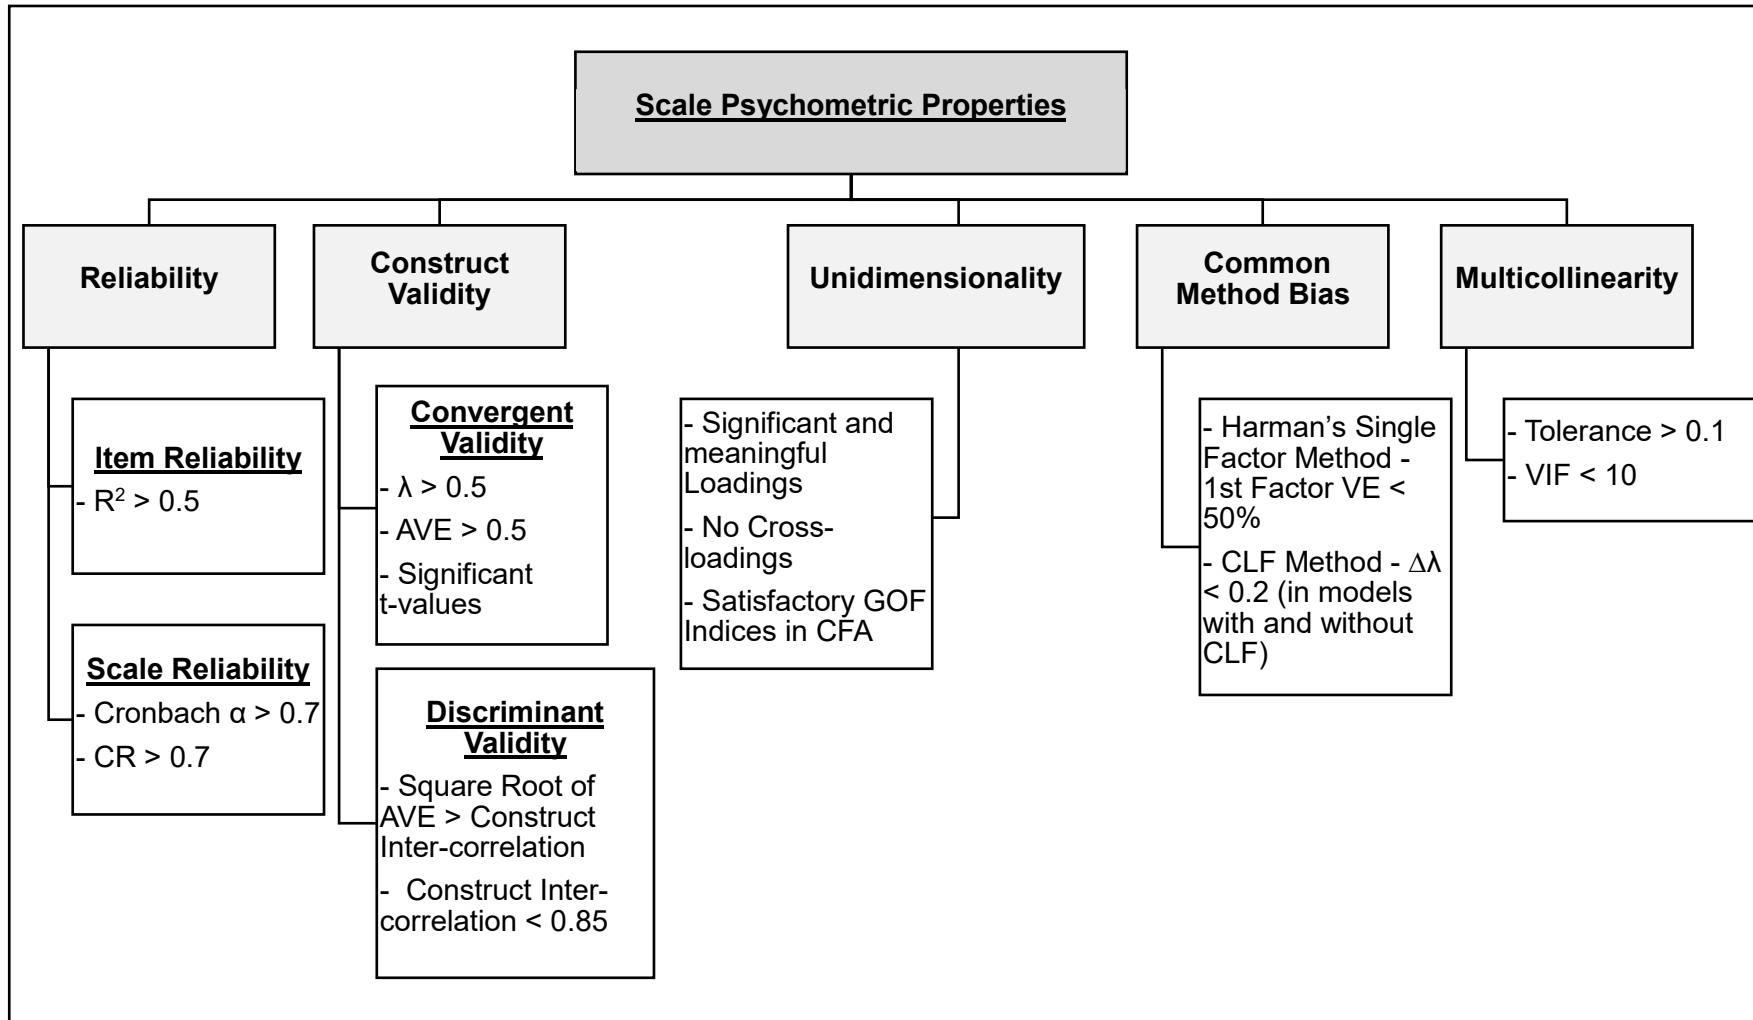 Scale Psychometric Properties
Reliability
Construct
Validity
Unidimensionality
Common
Method Bias
Multicollinearity
Item Reliability
- R² > 0.5
Scale Reliability
- Cronbach α > 0.7
- CR > 0.7
Convergent
Validity
- λ > 0.5
- AVE > 0.5
- Significant
t-values
Discriminant
Validity
- Square Root of
AVE > Construct
Inter-correlation
- Construct Inter-
correlation < 0.85
- Significant and
meaningful
Loadings
- No Cross-
loadings
- Satisfactory GOF
Indices in CFA
- Harman’s Single
Factor Method -
1st Factor VE <
50%
- CLF Method - Δλ
< 0.2 (in models
with and without
CLF)
- Tolerance > 0.1
- VIF < 10